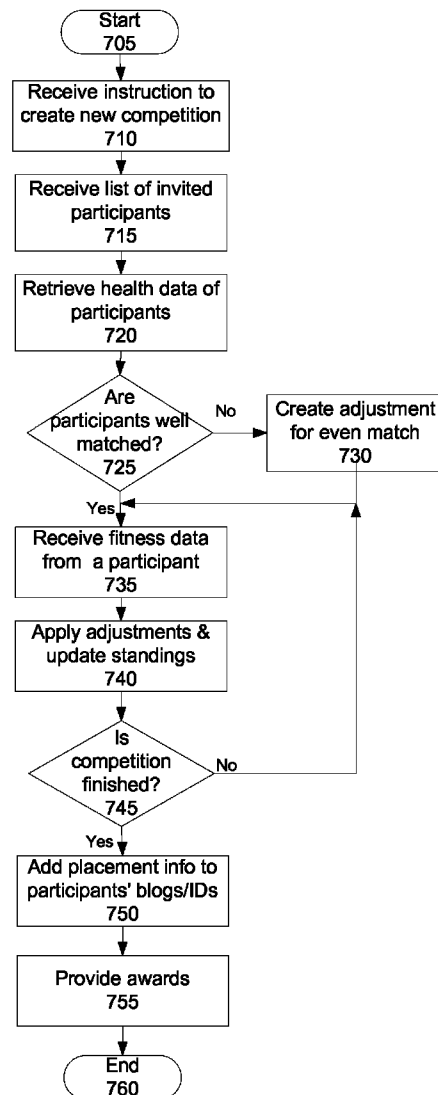 Start
705
Receive instruction to
create new competition
710
Receive list of invited
participants
715
Retrieve health data of
participants
720
Are
participants well
matched?
725
No
Create adjustment
for even match
730
Yes
Receive fitness data
from a participant
735
Apply adjustments &
update standings
740
Is
competition
finished?
745
No
Yes
Add placement info to
participants' blogs/IDs
750
Provide awards
755
End
760